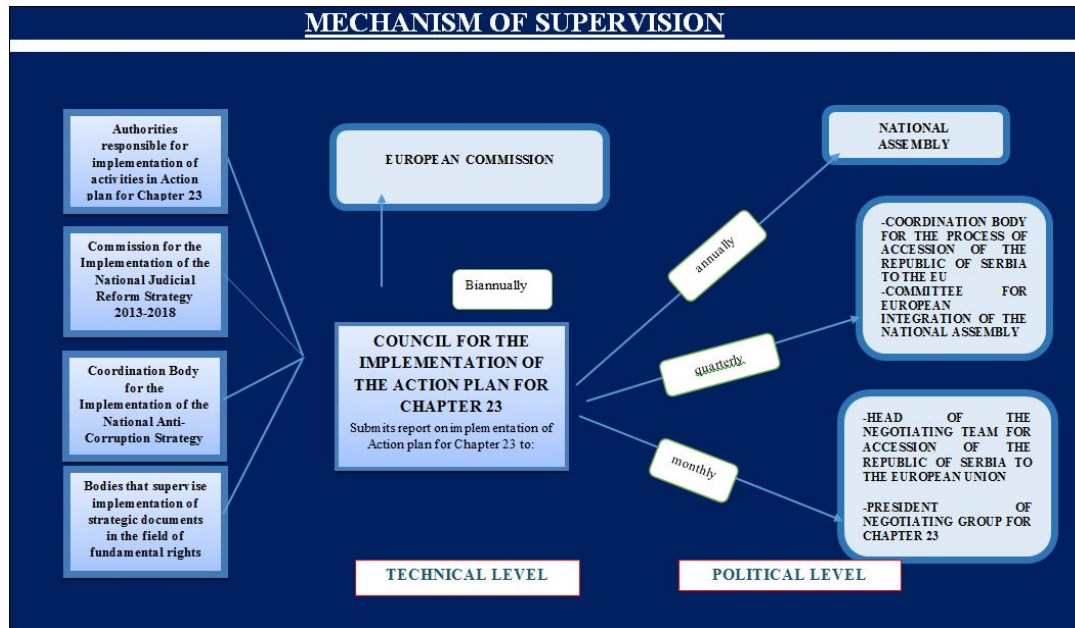 MECHANISM OF SUPERVISION
Authorities
responsible for
implementation of
activities in Action
plan for Chapter 23
Commission for the
Implementation of the
National Judicial
Reform Strategy
2013-2018
Coordination Body
for the
Implementation of the
National Anti-
Corruption Strategy
Bodies that supervise
implementation of
strategic documents
in the field of
fundamental rights
EUROPEAN COMMISSION
Biannually
COUNCIL FOR THE
IMPLEMENTATION OF
THE ACTION PLAN FOR
CHAPTER 23
Submits report on implementation of
Action plan for Chapter 23 to:
annually
quarterly
monthly
NATIONAL
ASSEMBLY
-COORDINATION BODY
FOR THE PROCESS OF
ACCESSION OF THE
REPUBLIC OF SERBIA
TO THE EU
-COMMITTEE FOR
EUROPEAN
INTEGRATION OF THE
NATIONAL ASSEMBLY
-HEAD OF THE
NEGOTIATING TEAM FOR
ACCESSION OF THE
REPUBLIC OF SERBIA TO
THE EUROPEAN UNION
-PRESIDENT OF
NEGOTIATING GROUP FOR
CHAPTER 23
TECHNICAL LEVEL
POLITICAL LEVEL